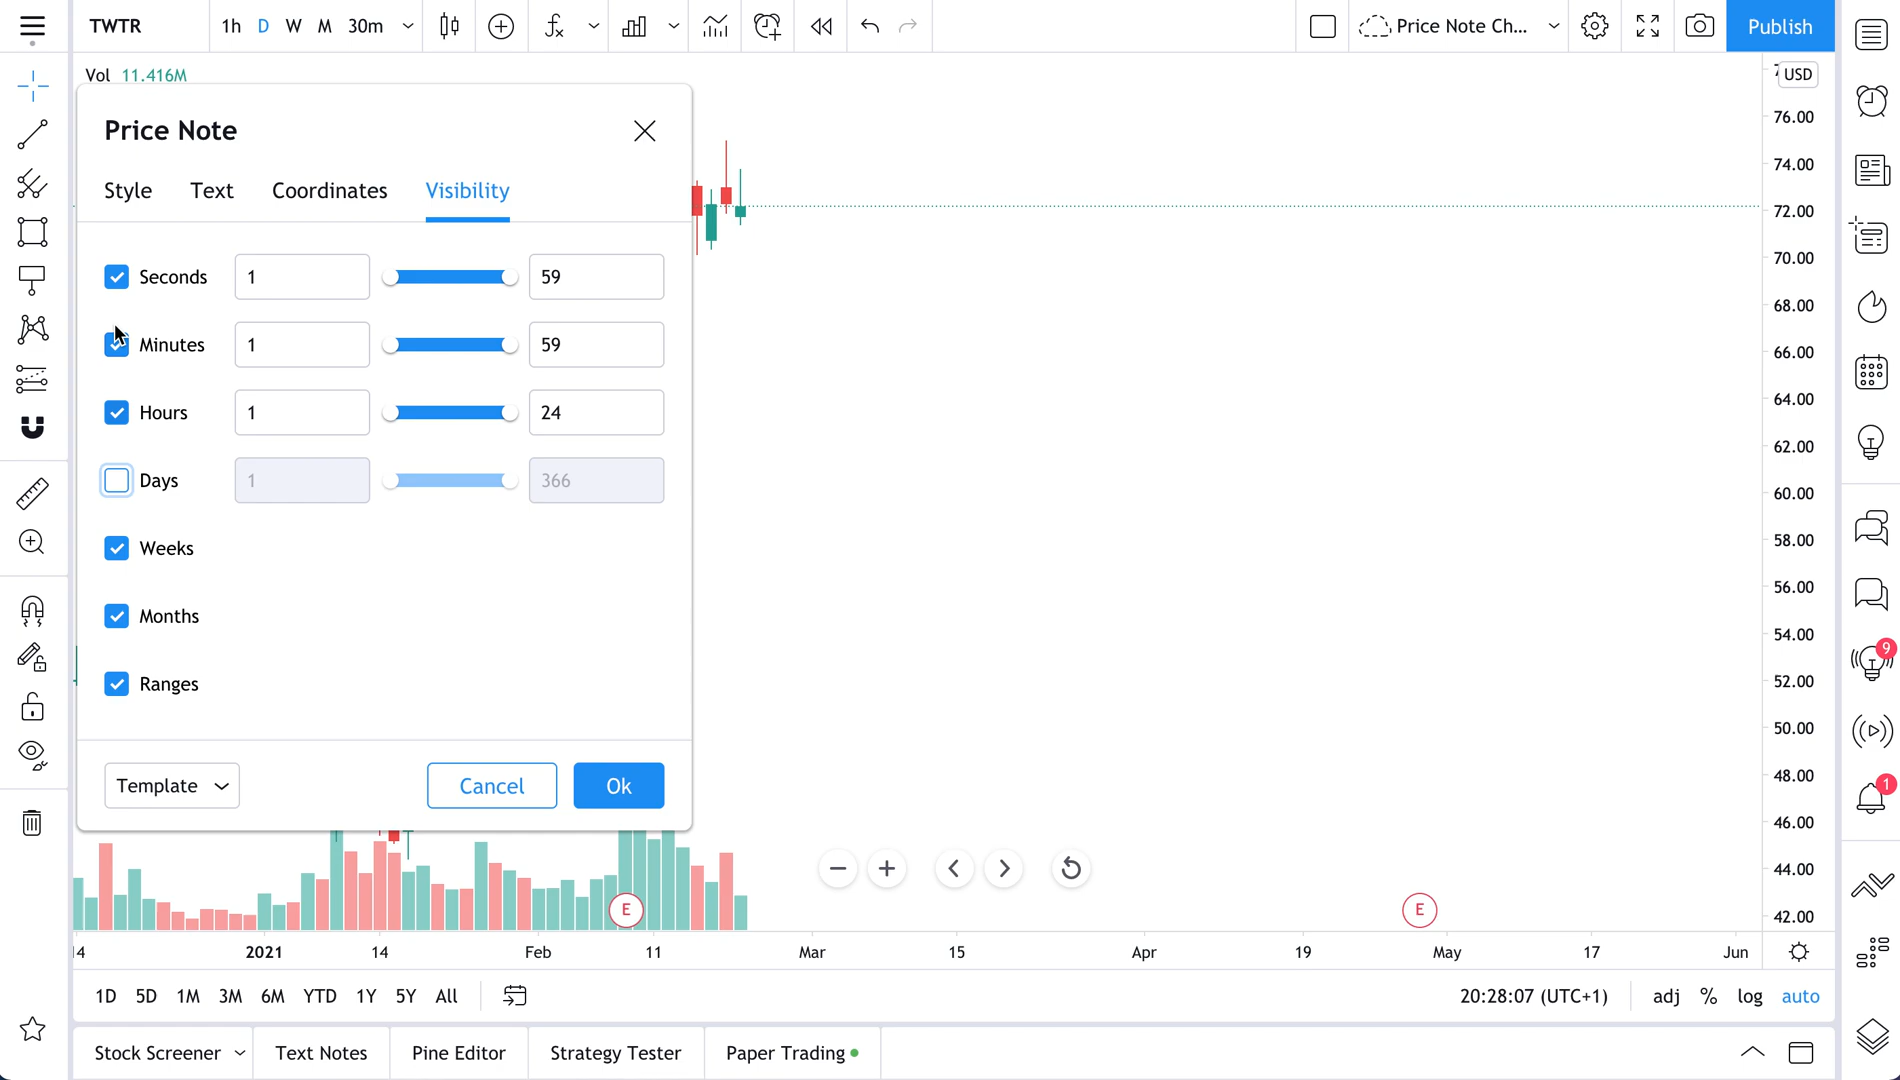 TWTR 1h D W M 30m Price Note Ch... Publish
Vol 11.416M
USD
Price Note
Style Text Coordinates Visibility
Seconds 1 59
Minutes 1 59
Hours 1 24
Days 1 366
Weeks
Months
Ranges
Template Cancel Ok
76.00
74.00
72.00
70.00
68.00
66.00
64.00
62.00
60.00
58.00
56.00
54.00
52.00
50.00
48.00
46.00
44.00
42.00
9
1
E E
14 2021 14 Feb 11 Mar 15 Apr 19 May 17 Jun
1D 5D 1M 3M 6M YTD 1Y 5Y All 20:28:07 (UTC+1) adj % log auto
Stock Screener Text Notes Pine Editor Strategy Tester Paper Trading